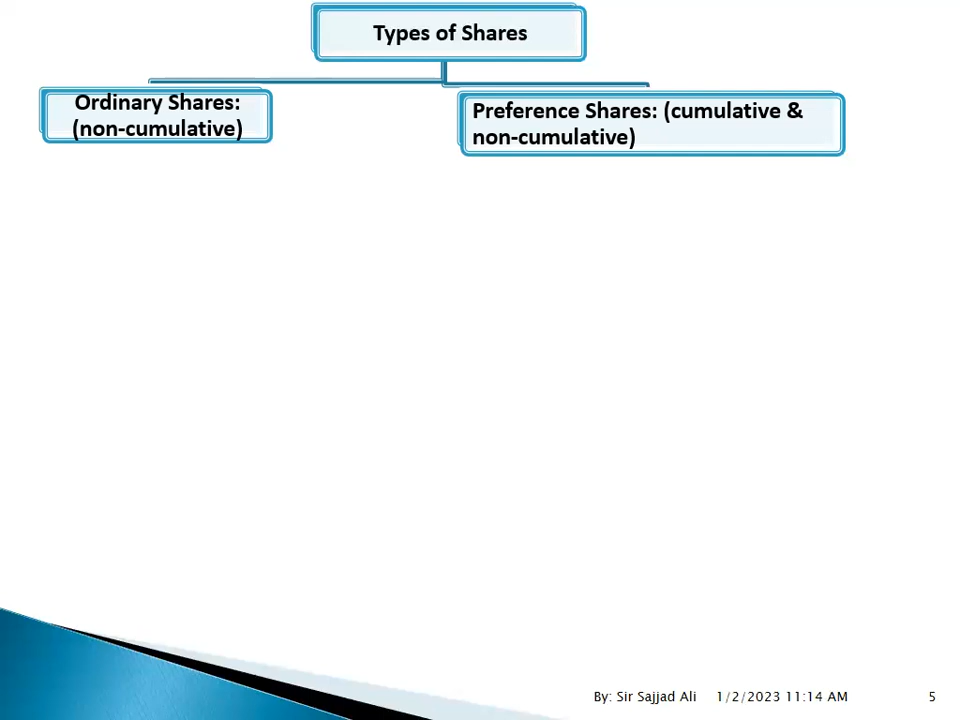 Types of Shares
Ordinary Shares:
(non-cumulative)
Preference Shares: (cumulative &
non-cumulative)
By: Sir Sajjad Ali 1/2/2023 11:14 AM 5